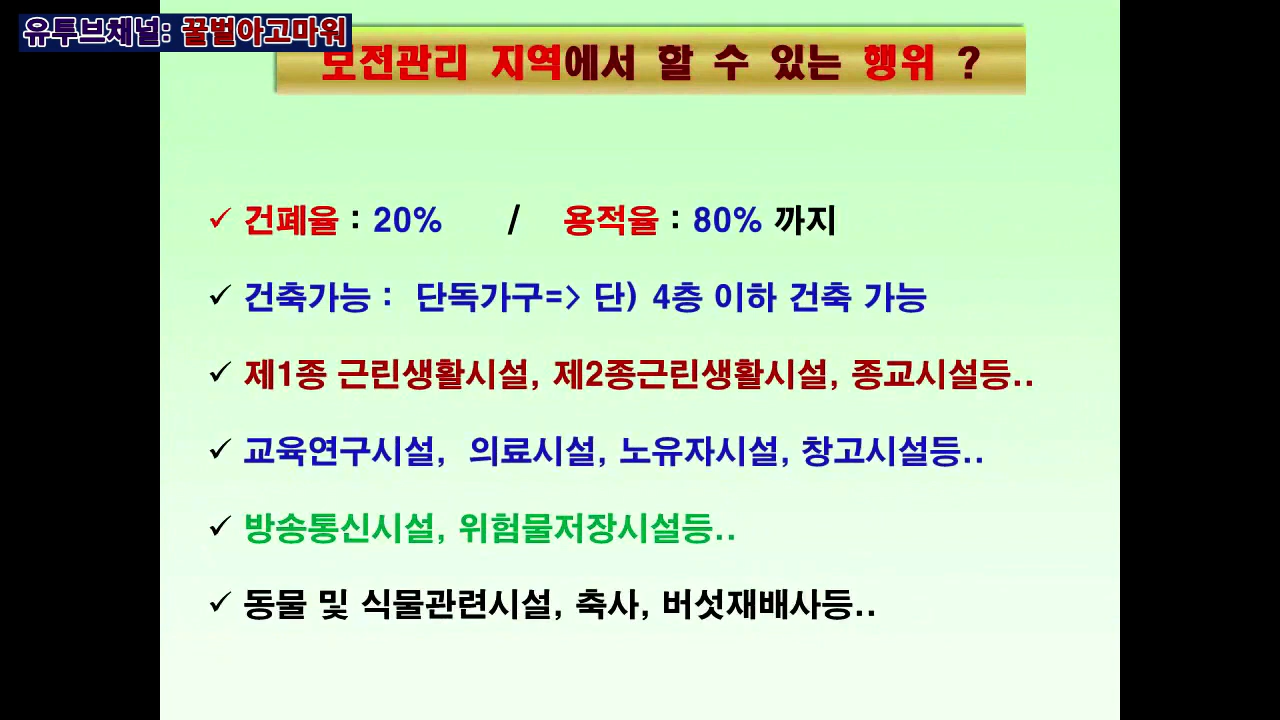 유투브채널: 꿀벌아고마워
보전관리 지역에서 할 수 있는 행위 ?
✓ 건폐율 : 20% / 용적율 : 80% 까지
✓ 건축가능 : 단독가구=> 단) 4층 이하 건축 가능
✓ 제1종 근린생활시설, 제2종근린생활시설, 종교시설등..
✓ 교육연구시설, 의료시설, 노유자시설, 창고시설등..
✓ 방송통신시설, 위험물저장시설등..
✓ 동물 및 식물관련시설, 축사, 버섯재배사등..